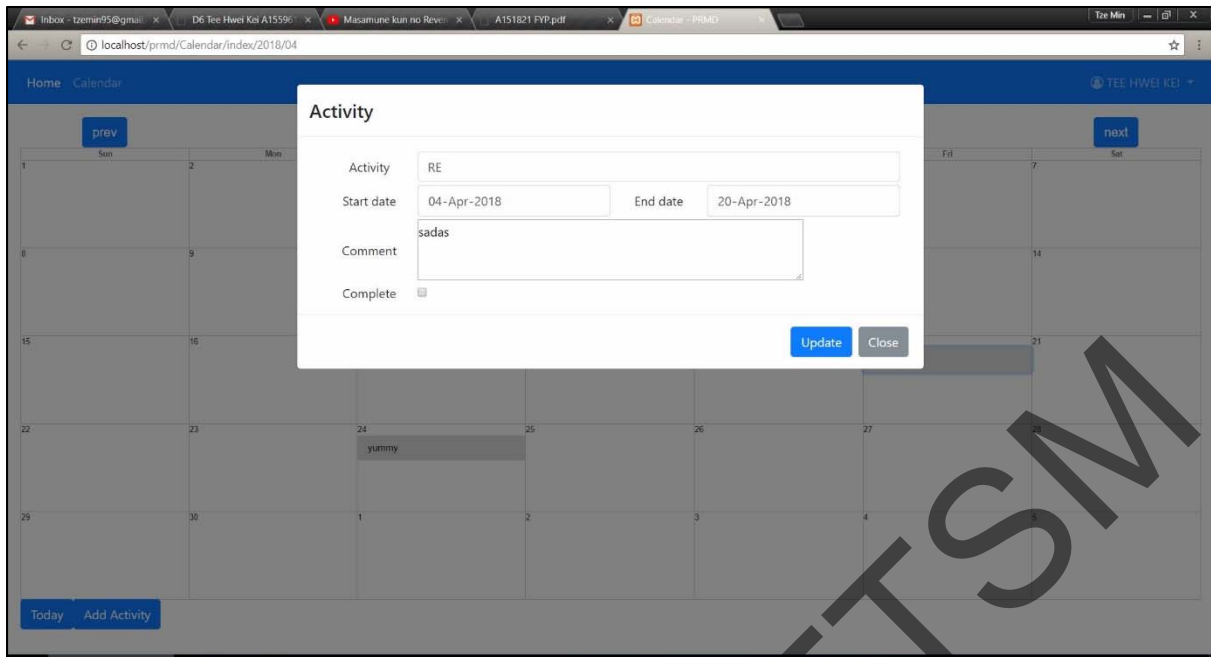 Inbox - tzemin95@gmail. D6 Tee Hwei Kei A15596 Masamune kun no Reven A151821 FYP.pdf Calendar - PRMD Tze Min
localhost/prmd/Calendar/index/2018/04
Home Calendar TEE HWEI KEI
Activity
prev next
Sun Mon Fri Sat
1 2 7
Activity RE
Start date 04-Apr-2018 End date 20-Apr-2018
Comment sadas
8 9 14
Complete
Update Close
15 16 21
22 23 24 25 26 27 28
yummy
29 30 1 2 3 4 5
Today Add Activity
TSM